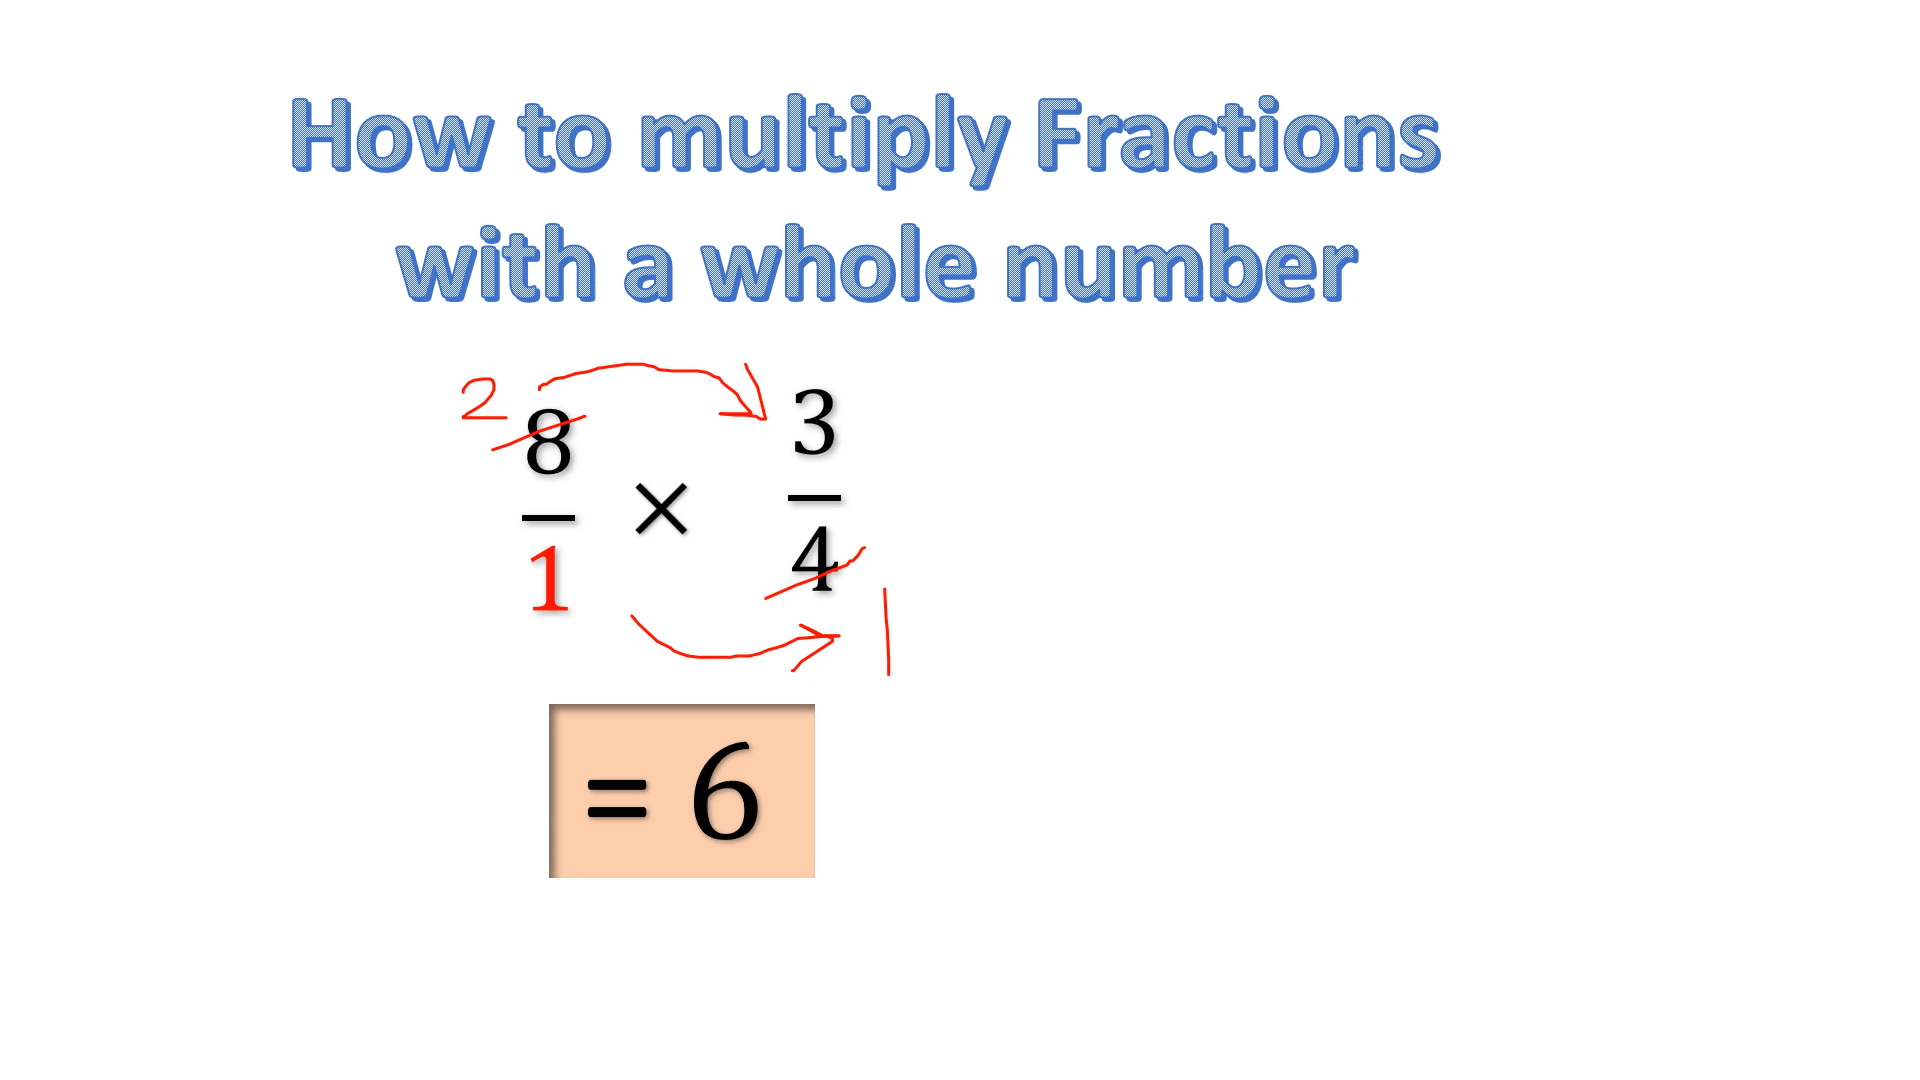 How to multiply Fractions
with a whole number
2 8 3
— × —
1 4 1
= 6